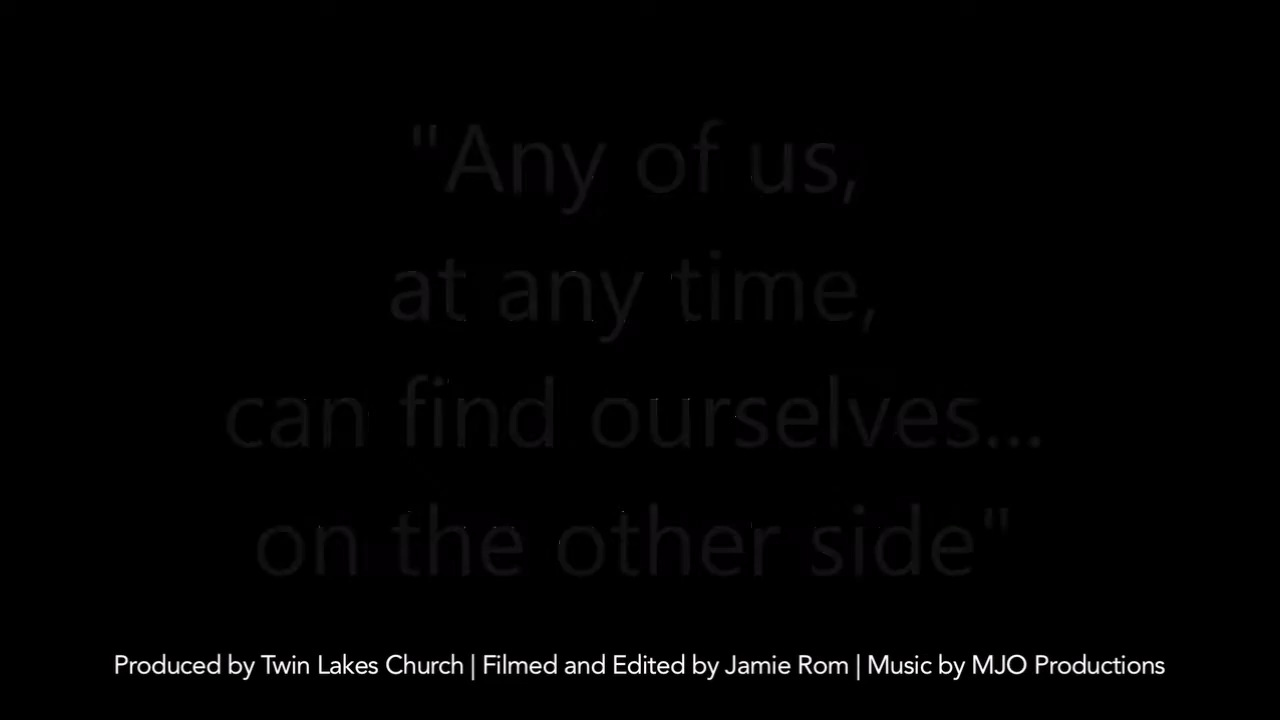 "Any of us,
at any time,
can find ourselves...
on the other side"
Produced by Twin Lakes Church | Filmed and Edited by Jamie Rom | Music by MJO Productions